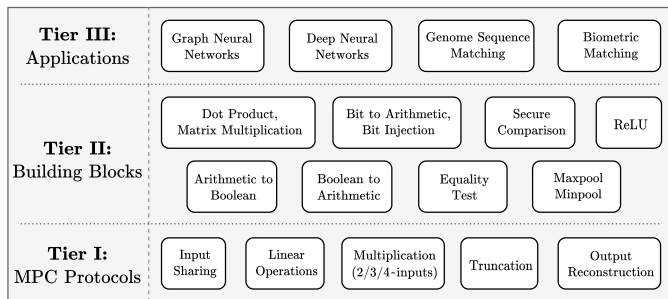 Tier III:
Applications
Graph Neural
Networks
Deep Neural
Networks
Genome Sequence
Matching
Biometric
Matching
Tier II:
Building Blocks
Dot Product,
Matrix Multiplication
Bit to Arithmetic,
Bit Injection
Secure
Comparison
ReLU
Arithmetic to
Boolean
Boolean to
Arithmetic
Equality
Test
Maxpool
Minpool
Tier I:
MPC Protocols
Input
Sharing
Linear
Operations
Multiplication
(2/3/4-inputs)
Truncation
Output
Reconstruction